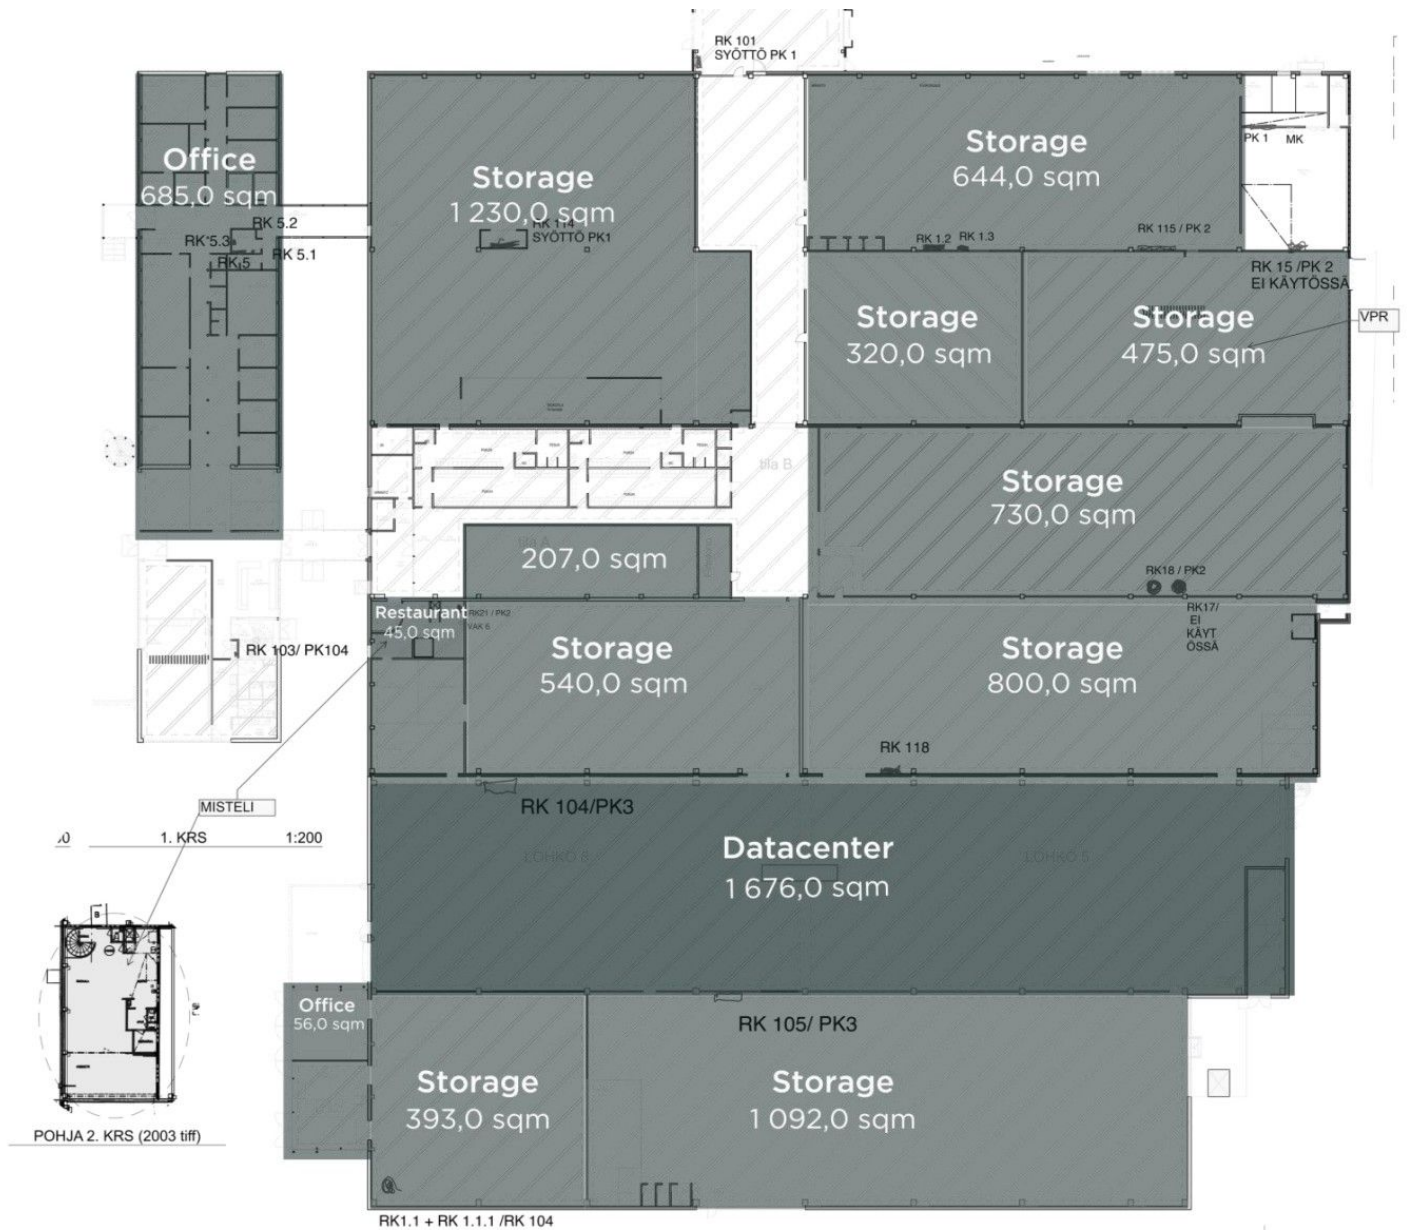 RK 101
SYÖTTÖ PK 1
Office
685,0 sqm
RK 5.2
RK 5.3
RK 5
RK 5.1
Storage
1 230,0 sqm
RK 114
SYÖTTÖ PK1
Storage
644,0 sqm
PK 1
MK
RK 1.2
RK 1.3
RK 115 / PK 2
RK 15 /PK 2
EI KÄYTÖSSÄ
Storage
320,0 sqm
Storage
475,0 sqm
VPR
tila B
Storage
730,0 sqm
tila A
207,0 sqm
RK18 / PK2
RK17/
EI
KÄYT
ÖSSÄ
Restaurant
45,0 sqm
RK21 / PK2
VAK 6
RK 103/ PK104
Storage
540,0 sqm
Storage
800,0 sqm
RK 118
MISTELI
1. KRS
1:200
RK 104/PK3
LOHKO 6
LOHKO 5
Datacenter
1 676,0 sqm
Office
56,0 sqm
RK 105/ PK3
Storage
393,0 sqm
Storage
1 092,0 sqm
POHJA 2. KRS (2003 tiff)
RK1.1 + RK 1.1.1 /RK 104